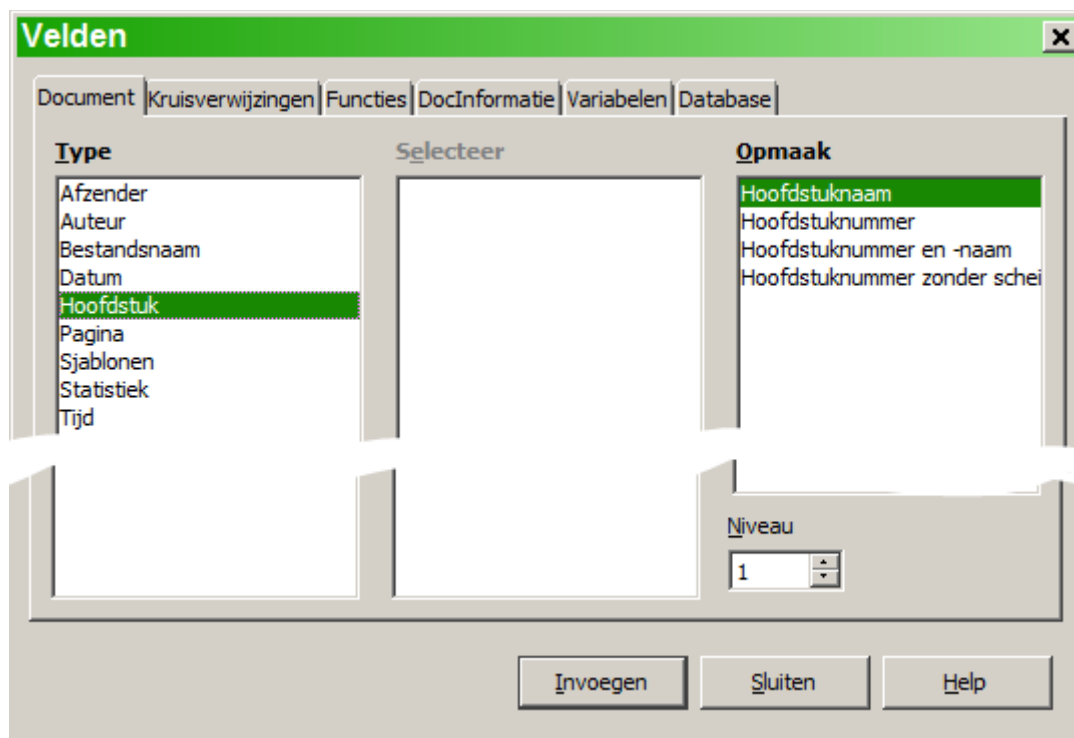 Velden
Document Kruisverwijzingen Functies DocInformatie Variabelen Database
Type
Afzender
Auteur
Bestandsnaam
Datum
Hoofdstuk
Pagina
Sjablonen
Statistiek
Tijd
Selecteer
Opmaak
Hoofdstuknaam
Hoofdstuknummer
Hoofdstuknummer en -naam
Hoofdstuknummer zonder schei
Niveau
1
Invoegen Sluiten Help